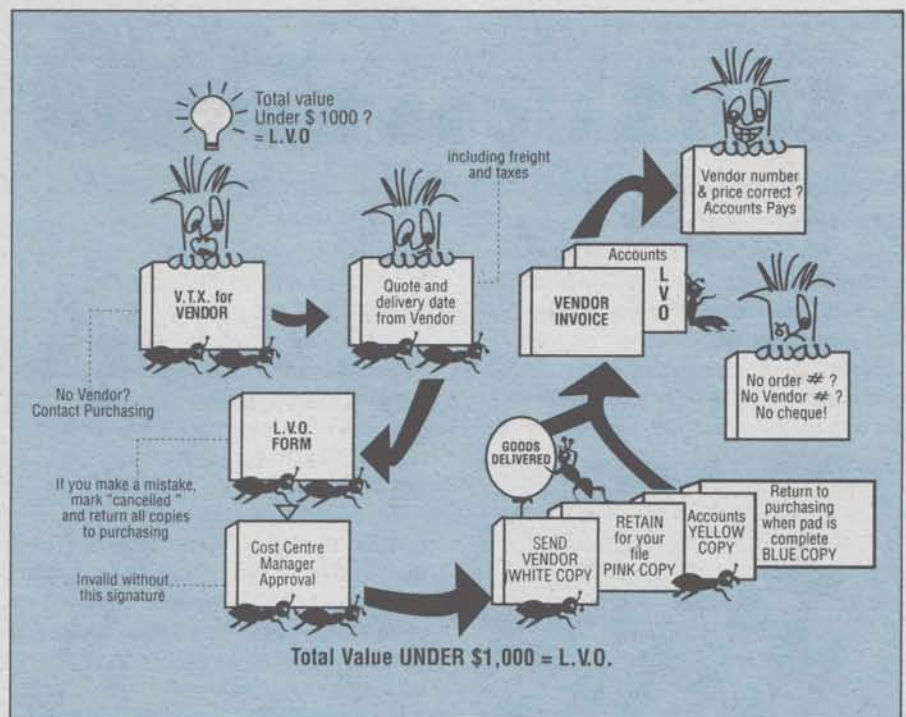 Total value
Under $ 1000 ?
= L.V.O
V.T.X. for
VENDOR
No Vendor?
Contact Purchasing
including freight
and taxes
Quote and
delivery date
from Vendor
L.V.O.
FORM
If you make a mistake,
mark "cancelled "
and return all copies
to purchasing
Cost Centre
Manager
Approval
Invalid without
this signature
SEND
VENDOR
WHITE COPY
RETAIN
for your
file
PINK COPY
Accounts
YELLOW
COPY
Return to
purchasing
when pad is
complete
BLUE COPY
GOODS
DELIVERED
VENDOR
INVOICE
Accounts
L
V
O
Vendor number
& price correct ?
Accounts Pays
No order # ?
No Vendor # ?
No cheque!
Total Value UNDER $1,000 = L.V.O.